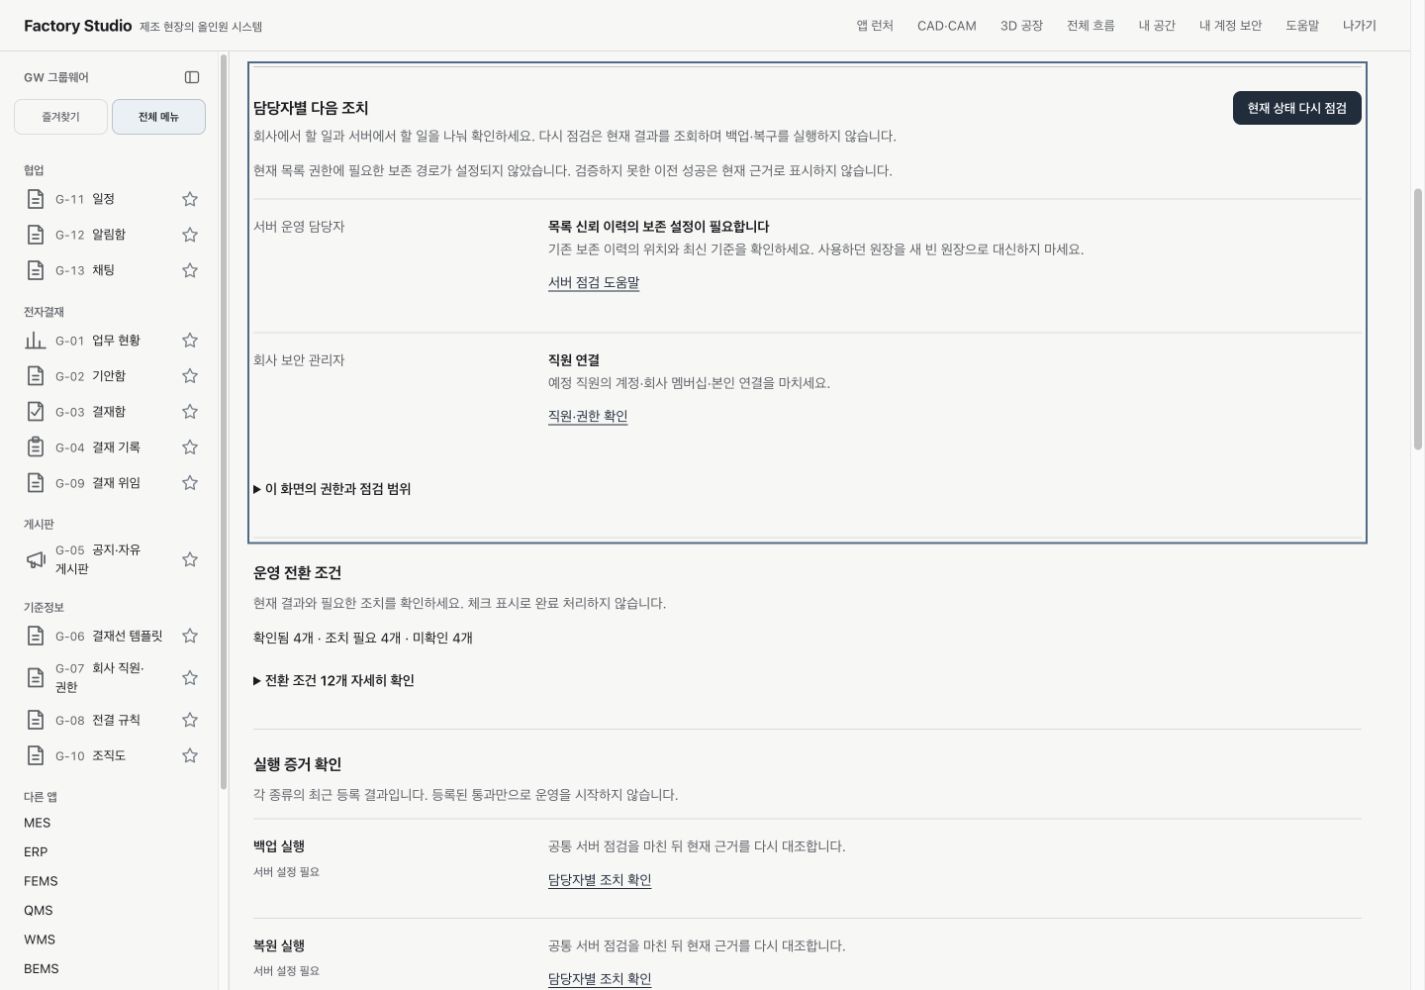 Factory Studio 제조 현장의 올인원 시스템
앱 런처 CAD·CAM 3D 공장 전체 흐름 내 공간 내 계정 보안 도움말 나가기
GW 그룹웨어
즐겨찾기 전체 메뉴
협업
G-11 일정
G-12 알림함
G-13 채팅
전자결재
G-01 업무 현황
G-02 기안함
G-03 결재함
G-04 결재 기록
G-09 결재 위임
게시판
G-05 공지·자유
게시판
기준정보
G-06 결재선 템플릿
G-07 회사 직원·
권한
G-08 전결 규칙
G-10 조직도
다른 앱
MES
ERP
FEMS
QMS
WMS
BEMS
담당자별 다음 조치
현재 상태 다시 점검
회사에서 할 일과 서버에서 할 일을 나눠 확인하세요. 다시 점검은 현재 결과를 조회하며 백업·복구를 실행하지 않습니다.
현재 목록 권한에 필요한 보존 경로가 설정되지 않았습니다. 검증하지 못한 이전 성공은 현재 근거로 표시하지 않습니다.
서버 운영 담당자
목록 신뢰 이력의 보존 설정이 필요합니다
기존 보존 이력의 위치와 최신 기준을 확인하세요. 사용하던 원장을 새 빈 원장으로 대신하지 마세요.
서버 점검 도움말
회사 보안 관리자
직원 연결
예정 직원의 계정·회사 멤버십·본인 연결을 마치세요.
직원·권한 확인
이 화면의 권한과 점검 범위
운영 전환 조건
현재 결과와 필요한 조치를 확인하세요. 체크 표시로 완료 처리하지 않습니다.
확인됨 4개 · 조치 필요 4개 · 미확인 4개
전환 조건 12개 자세히 확인
실행 증거 확인
각 종류의 최근 등록 결과입니다. 등록된 통과만으로 운영을 시작하지 않습니다.
백업 실행
서버 설정 필요
공통 서버 점검을 마친 뒤 현재 근거를 다시 대조합니다.
담당자별 조치 확인
복원 실행
서버 설정 필요
공통 서버 점검을 마친 뒤 현재 근거를 다시 대조합니다.
담당자별 조치 확인